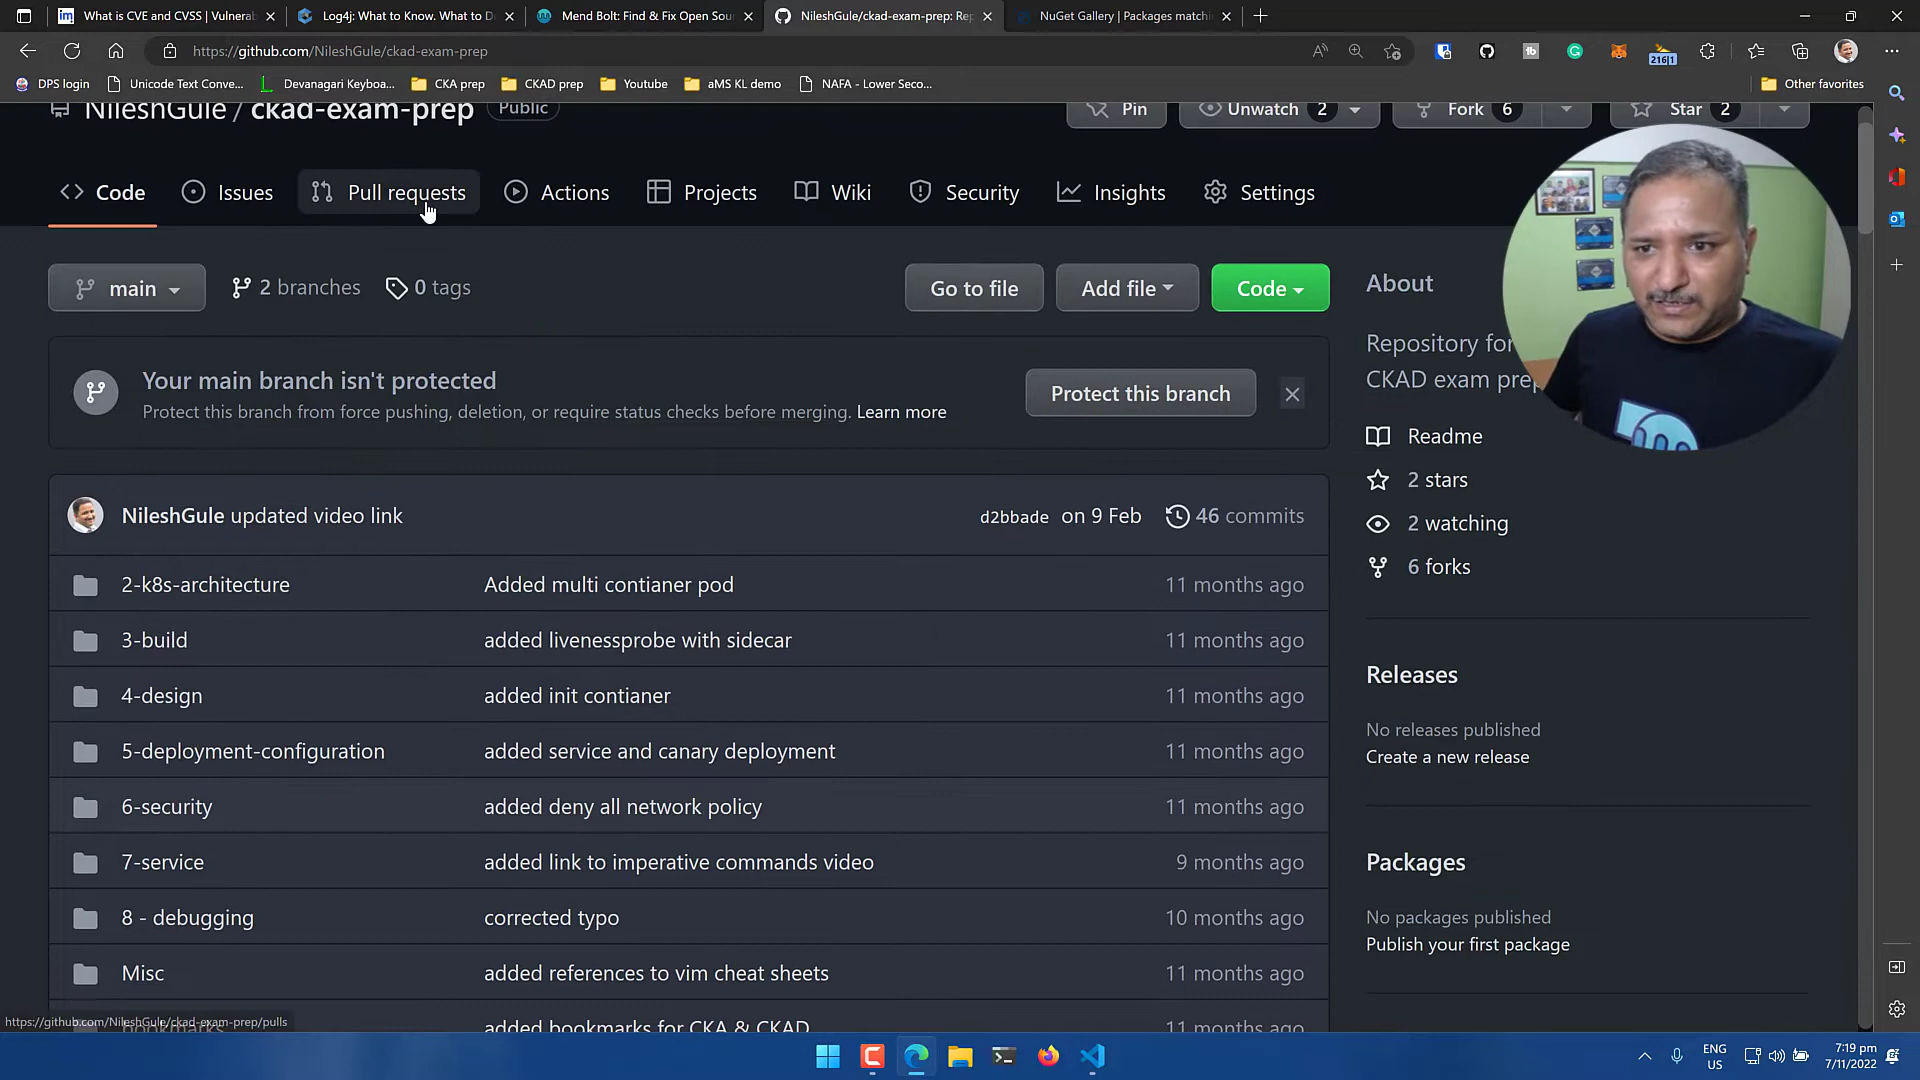 What is CVE and CVSS | Vulnerab
Log4j: What to Know. What to D
Mend Bolt: Find & Fix Open Sou
NileshGule/ckad-exam-prep: Rep
NuGet Gallery | Packages matchi
https://github.com/NileshGule/ckad-exam-prep
DPS login
Unicode Text Conve...
Devanagari Keyboa...
CKA prep
CKAD prep
Youtube
aMS KL demo
NAFA - Lower Seco...
Other favorites
216|1
NileshGule / ckad-exam-prep Public
Pin
Unwatch 2
Fork 6
Star 2
Code
Issues
Pull requests
Actions
Projects
Wiki
Security
Insights
Settings
main
2 branches
0 tags
Go to file
Add file
Code
Your main branch isn't protected
Protect this branch from force pushing, deletion, or require status checks before merging. Learn more
Protect this branch
NileshGule updated video link
d2bbade on 9 Feb
46 commits
2-k8s-architecture Added multi contianer pod 11 months ago
3-build added livenessprobe with sidecar 11 months ago
4-design added init contianer 11 months ago
5-deployment-configuration added service and canary deployment 11 months ago
6-security added deny all network policy 11 months ago
7-service added link to imperative commands video 9 months ago
8 - debugging corrected typo 10 months ago
Misc added references to vim cheat sheets 11 months ago
bookmarks added bookmarks for CKA & CKAD 11 months ago
About
Repository for
CKAD exam prep
Readme
2 stars
2 watching
6 forks
Releases
No releases published
Create a new release
Packages
No packages published
Publish your first package
https://github.com/NileshGule/ckad-exam-prep/pulls
ENG
US
7:19 pm
7/11/2022